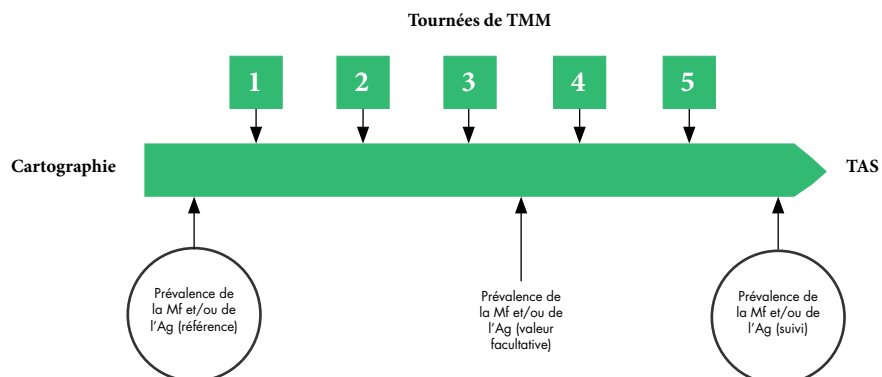 Tournées de TMM
1 2 3 4 5
Cartographie
TAS
Prévalence de
la Mf et/ou de
l'Ag (référence)
Prévalence de
la Mf et/ou de
l'Ag (valeur
facultative)
Prévalence de
la Mf et/ou de
l'Ag (suivi)